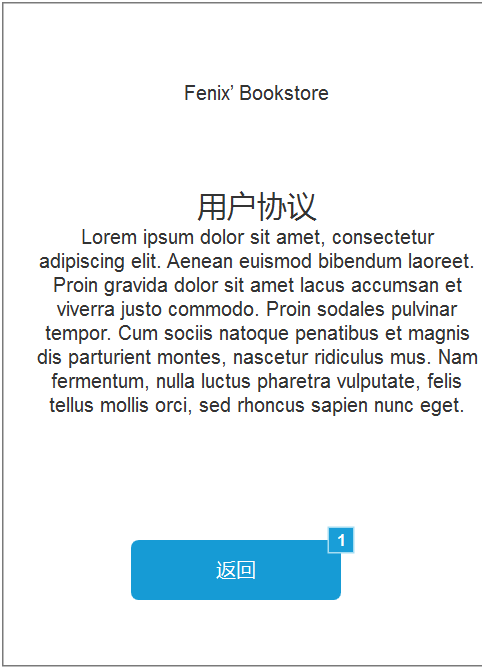 Fenix’ Bookstore
用户协议
Lorem ipsum dolor sit amet, consectetur
adipiscing elit. Aenean euismod bibendum laoreet.
Proin gravida dolor sit amet lacus accumsan et
viverra justo commodo. Proin sodales pulvinar
tempor. Cum sociis natoque penatibus et magnis
dis parturient montes, nascetur ridiculus mus. Nam
fermentum, nulla luctus pharetra vulputate, felis
tellus mollis orci, sed rhoncus sapien nunc eget.
1
返回